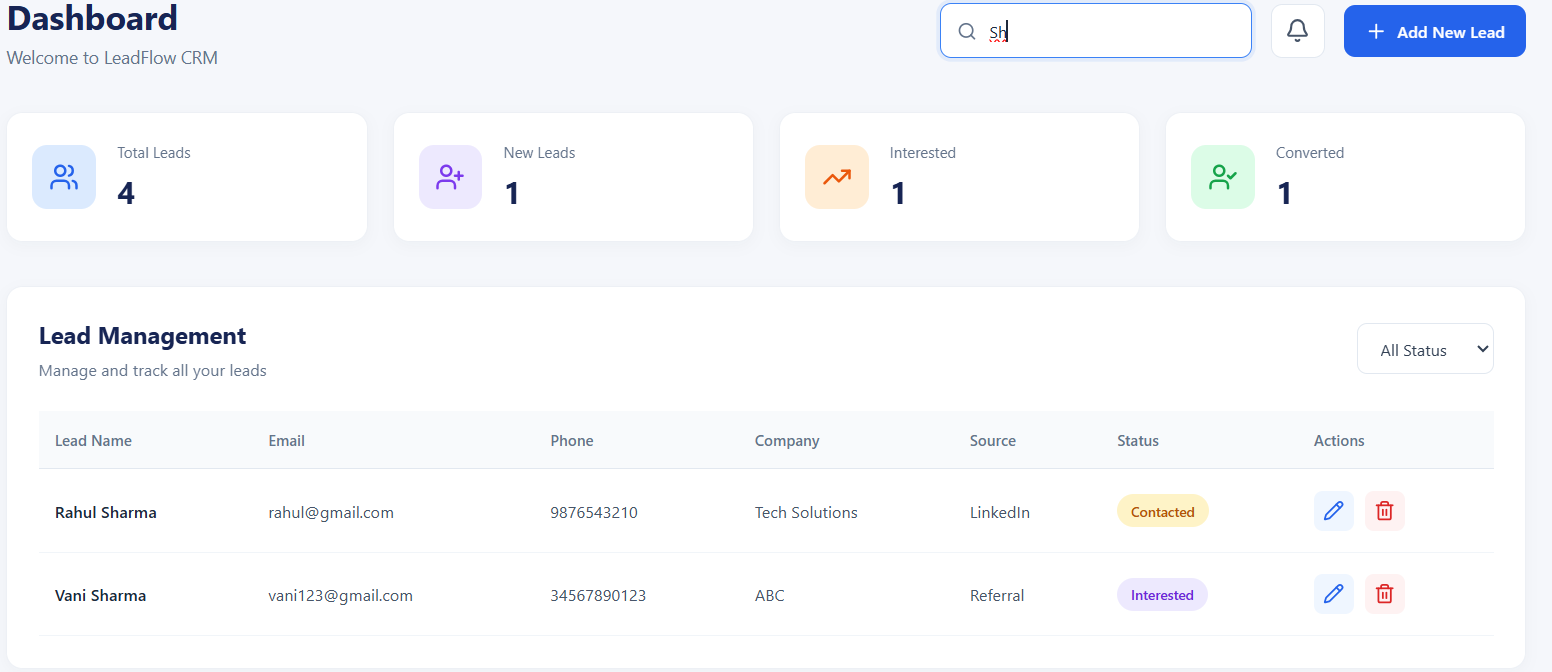 Dashboard
Welcome to LeadFlow CRM
Sh
Add New Lead
Total Leads
4
New Leads
1
Interested
1
Converted
1
Lead Management
Manage and track all your leads
All Status
Lead Name Email Phone Company Source Status Actions
Rahul Sharma rahul@gmail.com 9876543210 Tech Solutions LinkedIn Contacted
Vani Sharma vani123@gmail.com 34567890123 ABC Referral Interested